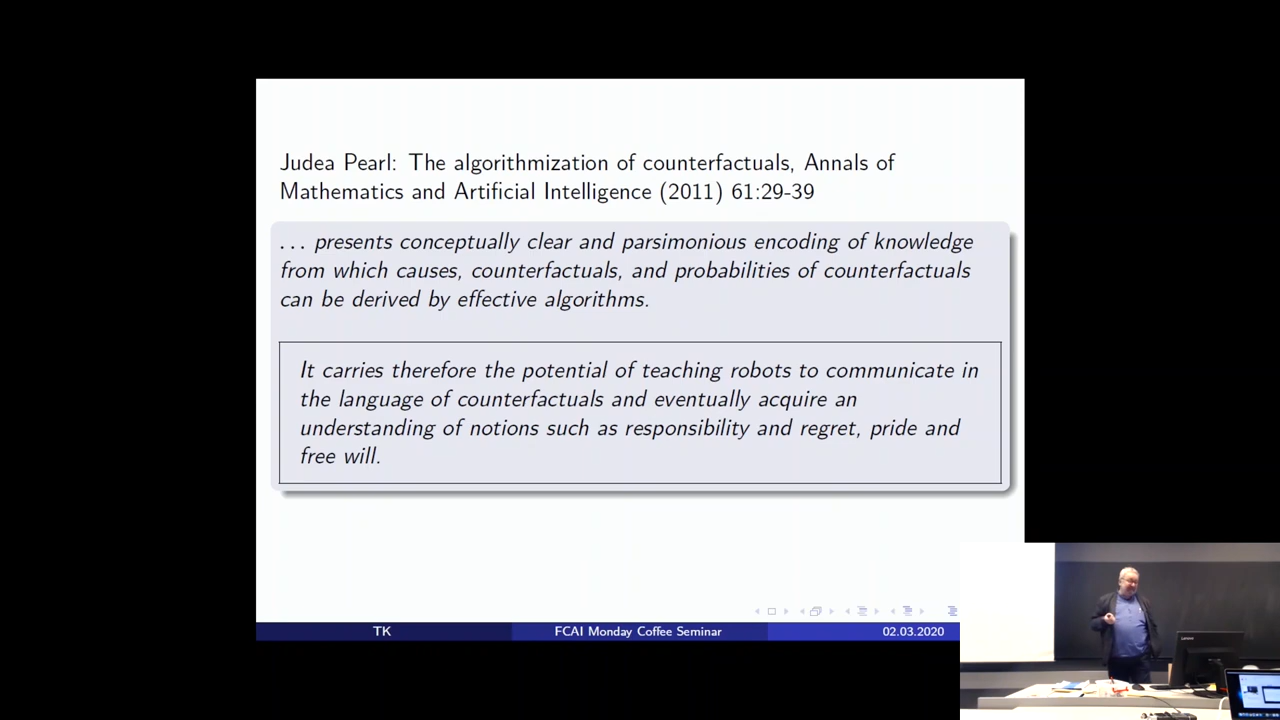 Judea Pearl: The algorithmization of counterfactuals, Annals of
Mathematics and Artificial Intelligence (2011) 61:29-39
... presents conceptually clear and parsimonious encoding of knowledge
from which causes, counterfactuals, and probabilities of counterfactuals
can be derived by effective algorithms.
It carries therefore the potential of teaching robots to communicate in
the language of counterfactuals and eventually acquire an
understanding of notions such as responsibility and regret, pride and
free will.
TK FCAI Monday Coffee Seminar 02.03.2020
Lenovo